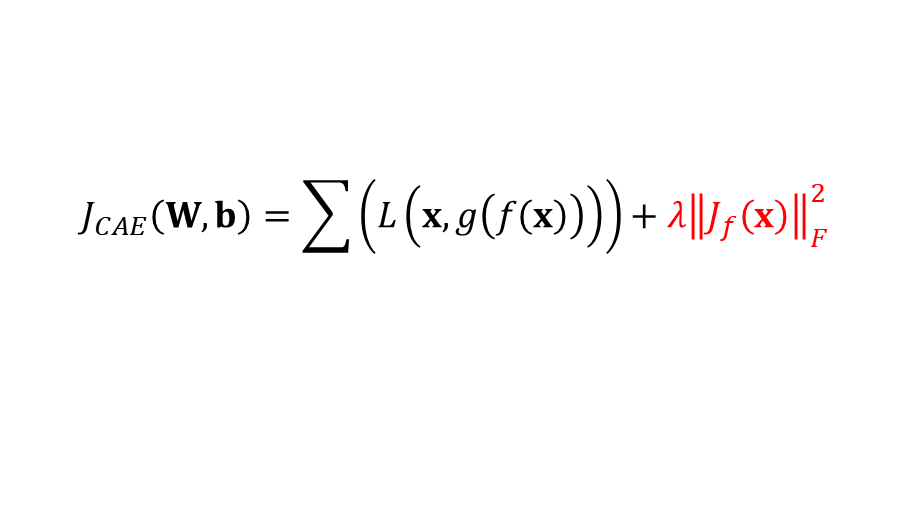 J_{CAE}(𝐖, 𝐛) = ∑(L(𝐱, g(f(𝐱)))) + λ‖J_f(𝐱)‖_F^2